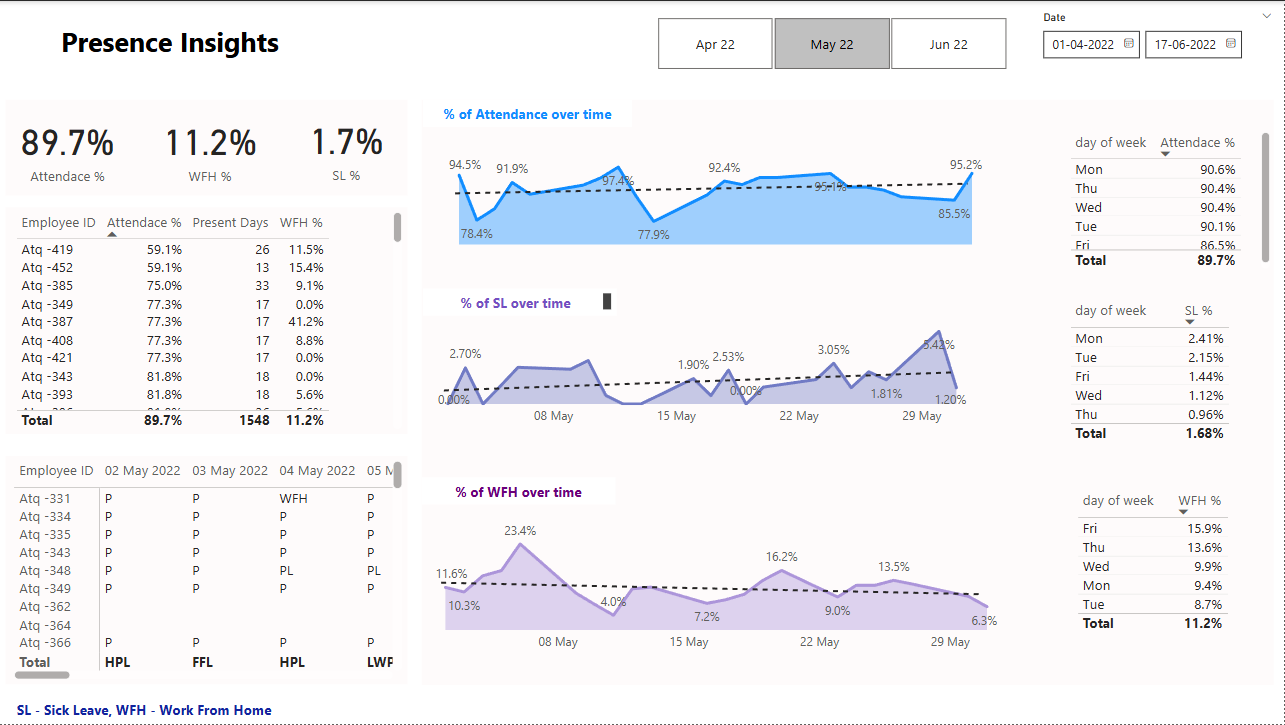 Presence Insights
Apr 22
May 22
Jun 22
Date
01-04-2022
17-06-2022
89.7%
Attendace %
11.2%
WFH %
1.7%
SL %
Employee ID Attendace % Present Days WFH %
Atq -419 59.1% 26 11.5%
Atq -452 59.1% 13 15.4%
Atq -385 75.0% 33 9.1%
Atq -349 77.3% 17 0.0%
Atq -387 77.3% 17 41.2%
Atq -408 77.3% 17 8.8%
Atq -421 77.3% 17 0.0%
Atq -343 81.8% 18 0.0%
Atq -393 81.8% 18 5.6%
Total 89.7% 1548 11.2%
Employee ID 02 May 2022 03 May 2022 04 May 2022 05 M
Atq -331 P P WFH P
Atq -334 P P P P
Atq -335 P P P P
Atq -343 P P P P
Atq -348 P P PL PL
Atq -349 P P P P
Atq -362
Atq -364
Atq -366 P P P P
Total HPL FFL HPL LWP
% of Attendance over time
94.5%
78.4%
91.9%
97.4%
77.9%
92.4%
95.1%
85.5%
95.2%
day of week Attendace %
Mon 90.6%
Thu 90.4%
Wed 90.4%
Tue 90.1%
Fri 86.5%
Total 89.7%
% of SL over time
0.00%
2.70%
1.90%
2.53%
0.00%
3.05%
1.81%
5.42%
1.20%
08 May
15 May
22 May
29 May
day of week SL %
Mon 2.41%
Tue 2.15%
Fri 1.44%
Wed 1.12%
Thu 0.96%
Total 1.68%
% of WFH over time
11.6%
10.3%
23.4%
4.0%
7.2%
16.2%
9.0%
13.5%
6.3%
08 May
15 May
22 May
29 May
day of week WFH %
Fri 15.9%
Thu 13.6%
Wed 9.9%
Mon 9.4%
Tue 8.7%
Total 11.2%
SL - Sick Leave, WFH - Work From Home